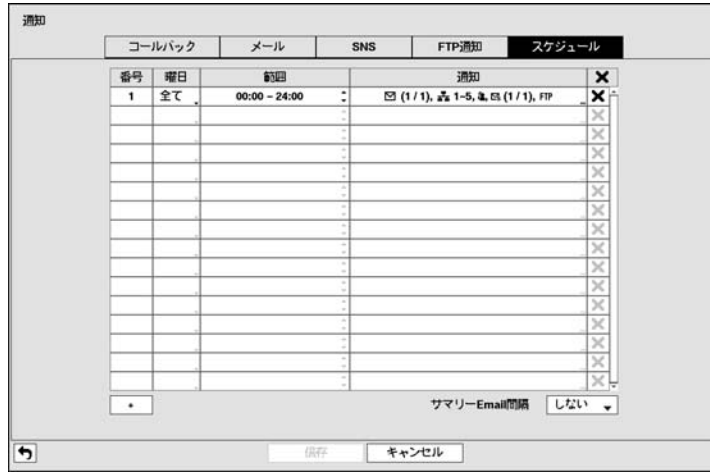 通知
コールバック メール SNS FTP通知 スケジュール
番号 曜日 範囲 通知
1 全て 00:00 – 24:00 (1 / 1), 1-5, (1 / 1), FTP
+ サマリーEmail間隔 しない
保存 キャンセル